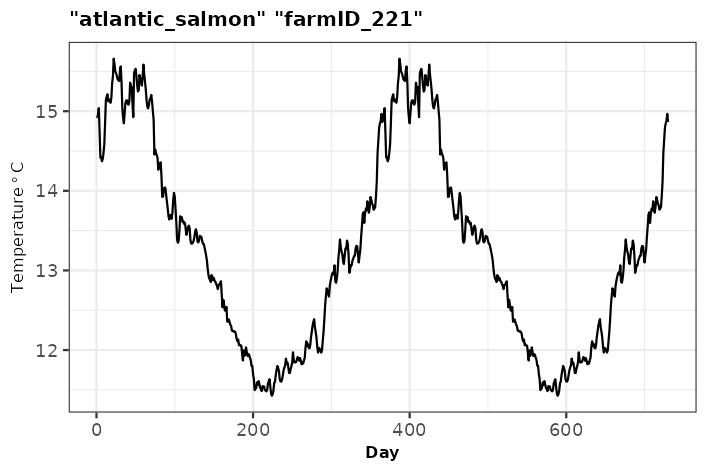 "atlantic_salmon" "farmID_221"
Temperature ° C
15
14
13
12
0 200 400 600
Day